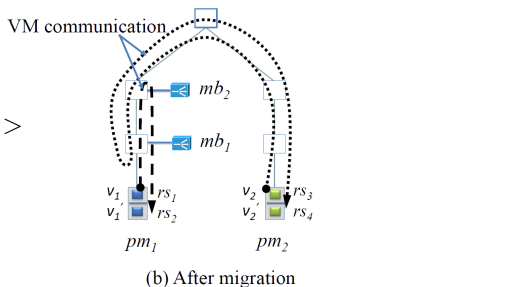 VM communication
mb2
>
mb1
v1 rs1 v2 rs3
v1' rs2 v2' rs4
pm1 pm2
(b) After migration